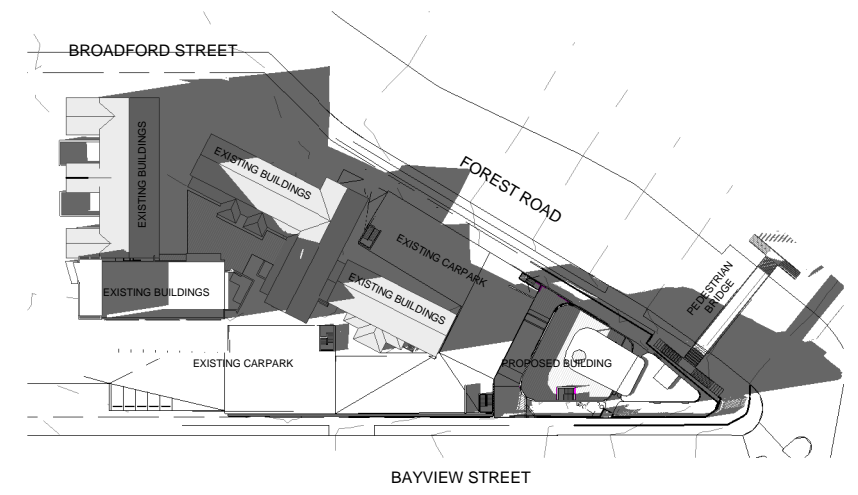 BROADFORD STREET
EXISTING BUILDINGS
EXISTING BUILDINGS
FOREST ROAD
EXISTING CARPARK
EXISTING BUILDINGS
PEDESTRIAN
BRIDGE
EXISTING BUILDINGS
EXISTING CARPARK
PROPOSED BUILDING
BAYVIEW STREET